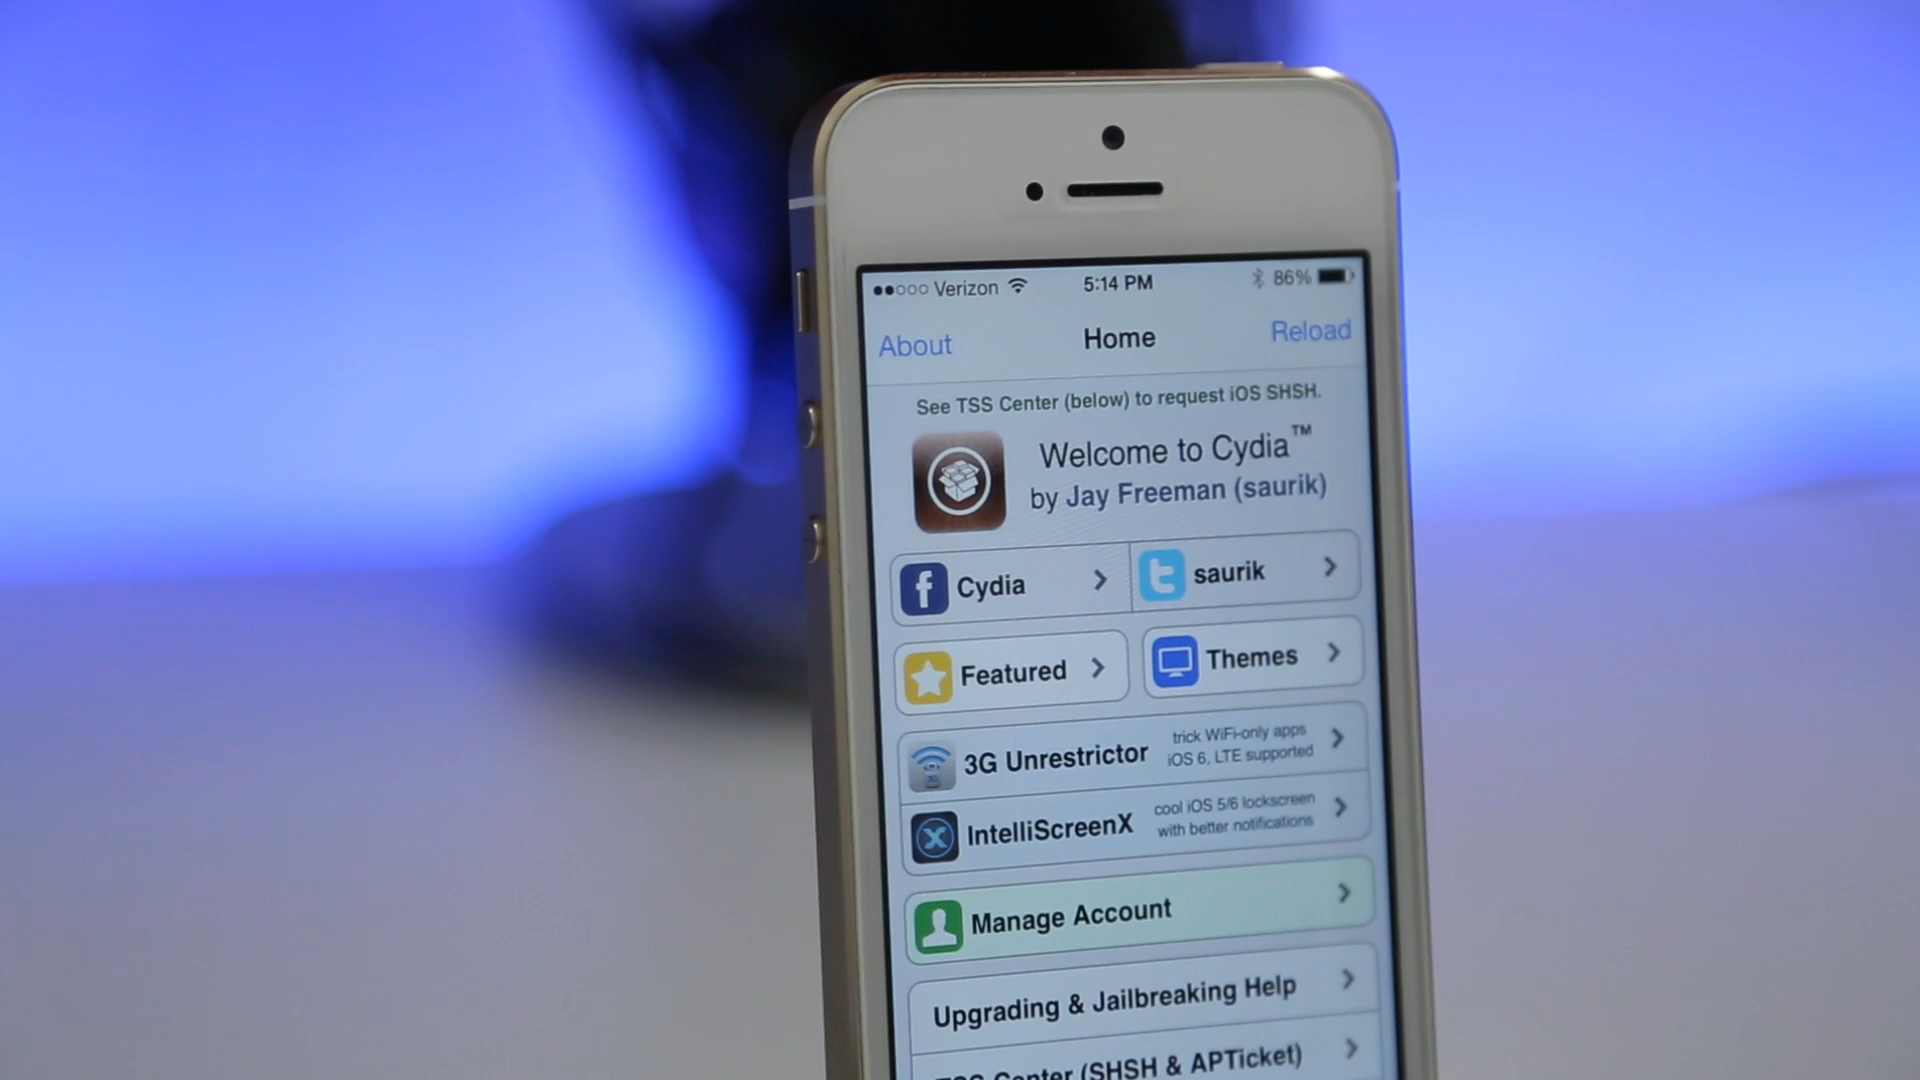 Verizon 5:14 PM 86%
About Home Reload
See TSS Center (below) to request iOS SHSH.
Welcome to Cydia™
by Jay Freeman (saurik)
Cydia saurik
Featured Themes
3G Unrestrictor trick WiFi-only apps
iOS 6, LTE supported
IntelliScreenX cool iOS 5/6 lockscreen
with better notifications
Manage Account
Upgrading & Jailbreaking Help
TSS Center (SHSH & APTicket)